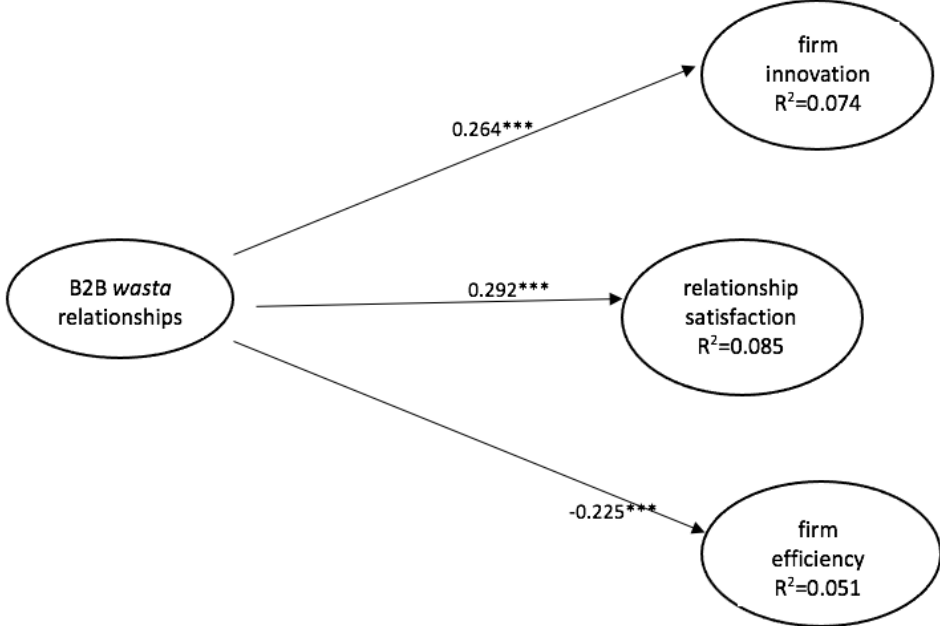 firm
innovation
R²=0.074
0.264***
B2B wasta
relationships
0.292***
relationship
satisfaction
R²=0.085
-0.225***
firm
efficiency
R²=0.051